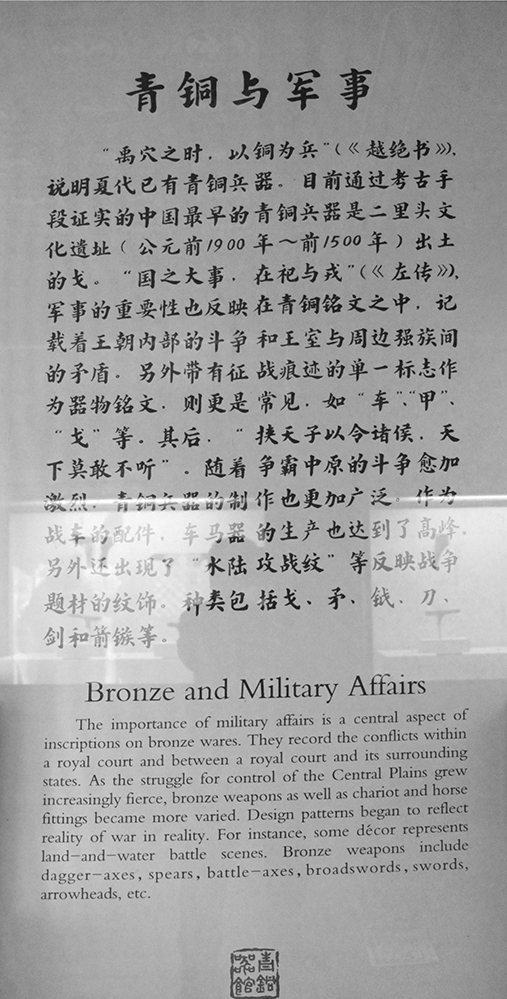 青铜与军事
“禹穴之时，以铜为兵”（《越绝书》），
说明夏代已有青铜兵器。目前通过考古手
段证实的中国最早的青铜兵器是二里头文
化遗址（公元前1900年～前1500年）出土
的戈。“国之大事，在祀与戎”（《左传》），
军事的重要性也反映在青铜铭文之中，记
载着王朝内部的斗争和王室与周边强族间
的矛盾。另外带有征战痕迹的单一标志作
为器物铭文，则更是常见，如“车”、“甲”、
“戈”等。其后，“挟天子以令诸侯，天
下莫敢不听”。随着争霸中原的斗争愈加
激烈，青铜兵器的制作也更加广泛。作为
战车的配件，车马器的生产也达到了高峰，
另外还出现了“水陆攻战纹”等反映战争
题材的纹饰。种类包括戈、矛、钺、刀、
剑和箭镞等。
Bronze and Military Affairs
The importance of military affairs is a central aspect of
inscriptions on bronze wares. They record the conflicts within
a royal court and between a royal court and its surrounding
states. As the struggle for control of the Central Plains grew
increasingly fierce, bronze weapons as well as chariot and horse
fittings became more varied. Design patterns began to reflect
reality of war in reality. For instance, some décor represents
land-and-water battle scenes. Bronze weapons include
dagger-axes, spears, battle-axes, broadswords, swords,
arrowheads, etc.
青铜
器馆